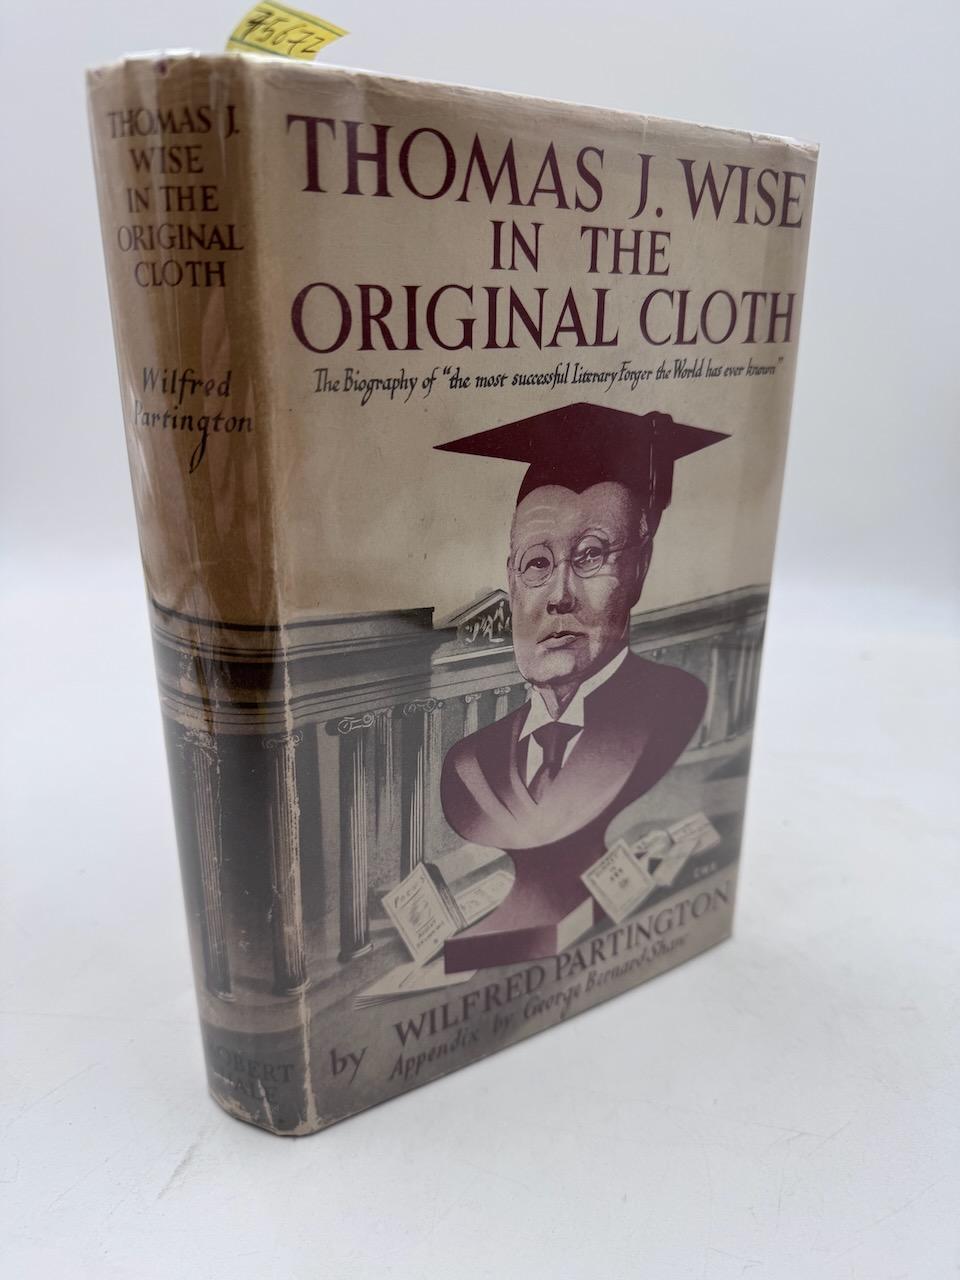 75672
THOMAS J.
WISE
IN THE
ORIGINAL
CLOTH
Wilfred
Partington
ROBERT
HALE
THOMAS J. WISE
IN THE
ORIGINAL CLOTH
The Biography of "the most successful Literary Forger the World has ever known"
by WILFRED PARTINGTON
Appendix by George Bernard Shaw